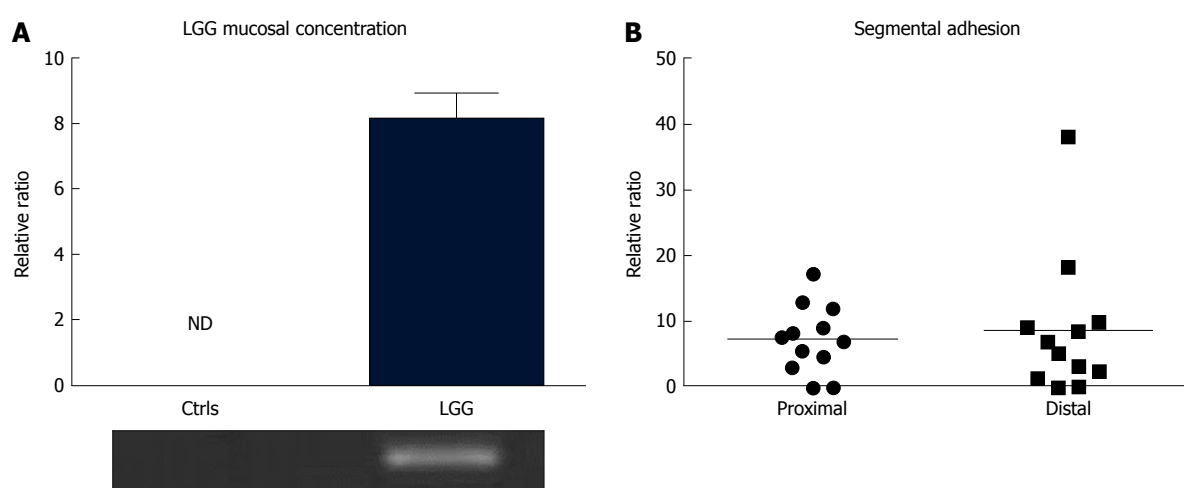 A
LGG mucosal concentration
10
8
6
4
2
0
Relative ratio
ND
Ctrls
LGG
B
Segmental adhesion
50
40
30
20
10
0
Relative ratio
Proximal
Distal